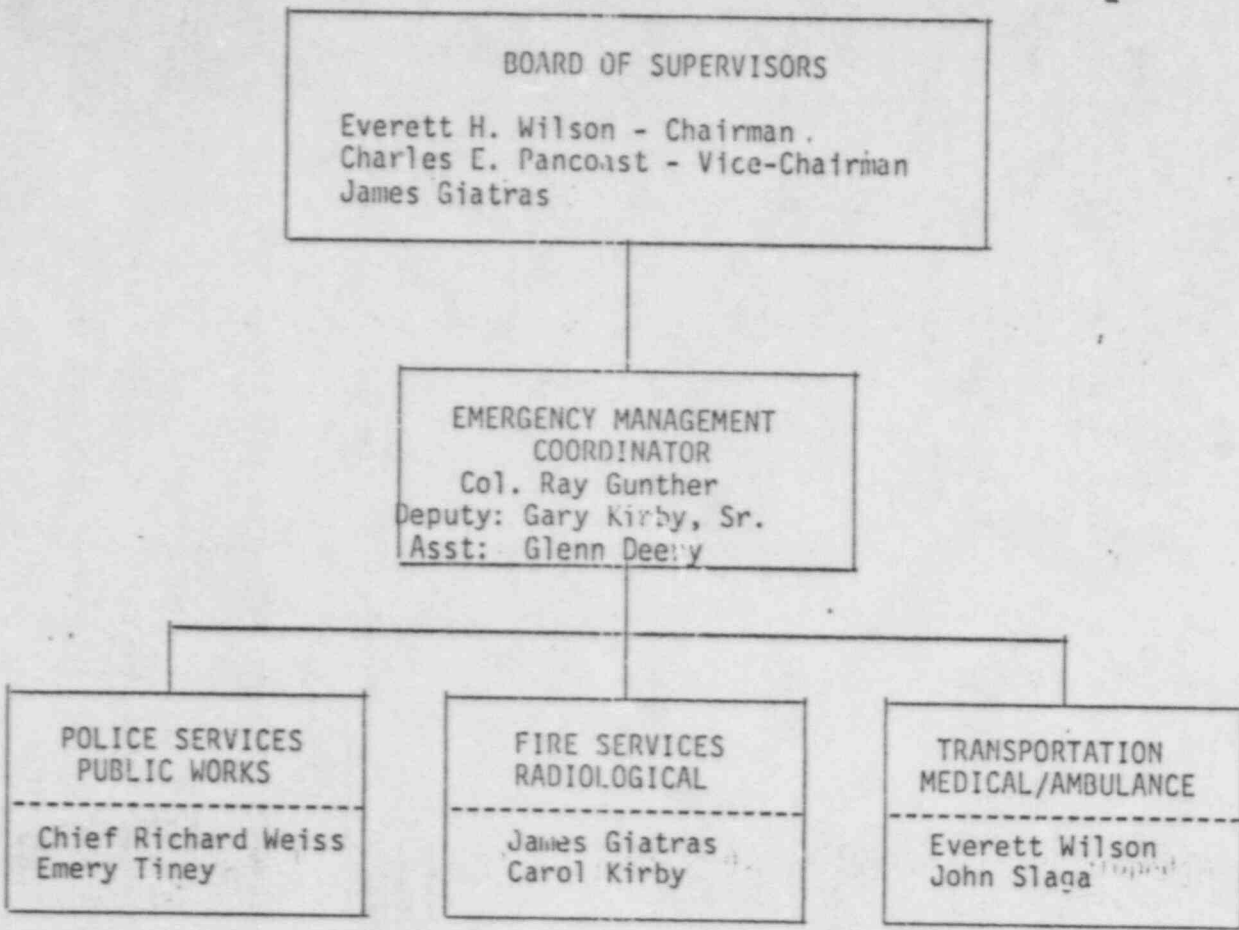 BOARD OF SUPERVISORS
Everett H. Wilson - Chairman
Charles E. Pancoast - Vice-Chairman
James Giatras
EMERGENCY MANAGEMENT
COORDINATOR
Col. Ray Gunther
Deputy: Gary Kirby, Sr.
Asst: Glenn Deery
POLICE SERVICES
PUBLIC WORKS
Chief Richard Weiss
Emery Tiney
FIRE SERVICES
RADIOLOGICAL
James Giatras
Carol Kirby
TRANSPORTATION
MEDICAL/AMBULANCE
Everett Wilson
John Slaga